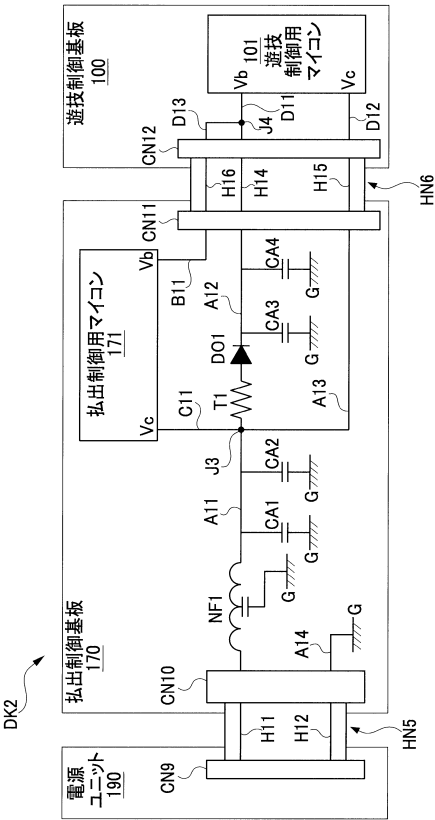 DK2
電源
ユニット
190
CN9
H11
H12
HN5
払出制御基板
170
CN10
A14
G
NF1
G
A11
CA1
G
CA2
G
J3
C11
T1
DO1
A12
CA3
G
CA4
G
A13
払出制御用マイコン
171
Vc
Vb
B11
CN11
H16
H14
H15
HN6
遊技制御基板
100
CN12
D13
D11
J4
D12
101
遊技
制御用
マイコン
Vb
Vc